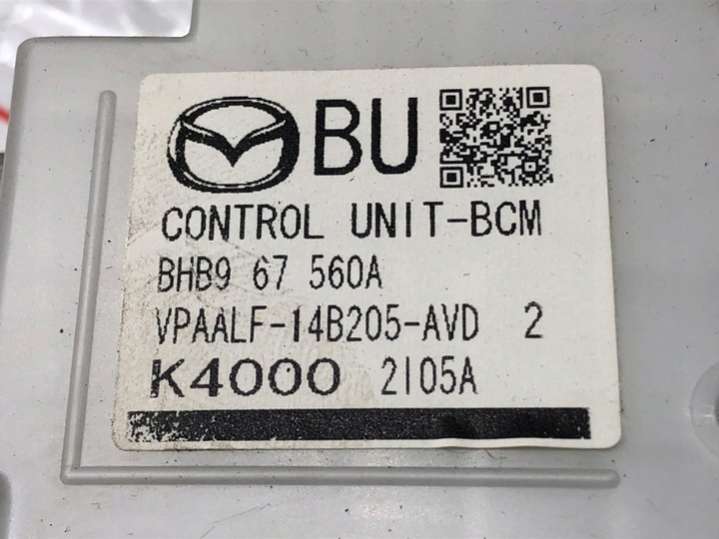 BU
CONTROL UNIT-BCM
BHB9 67 560A
VPAALF-14B205-AVD 2
K4000 2105A